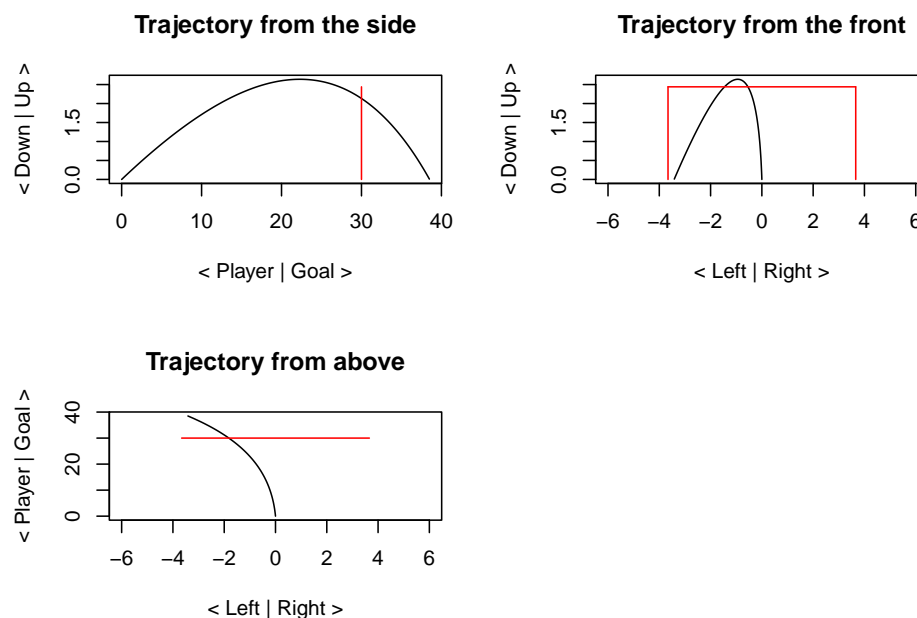 Trajectory from the side
< Down | Up >
0.0 1.5
0 10 20 30 40
< Player | Goal >
Trajectory from the front
< Down | Up >
0.0 1.5
−6 −4 −2 0 2 4 6
< Left | Right >
Trajectory from above
< Player | Goal >
0 20 40
−6 −4 −2 0 2 4 6
< Left | Right >